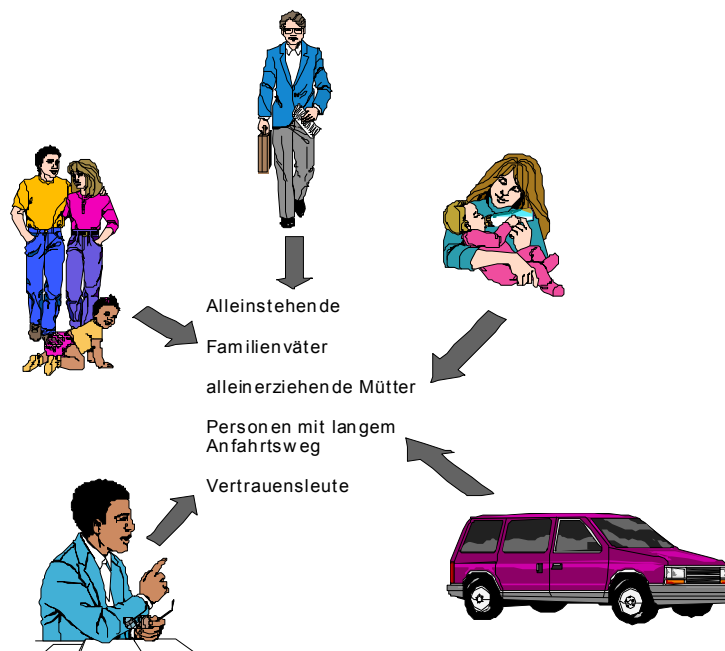 Alleinstehende
Familienväter
alleinerziehende Mütter
Personen mit langem
Anfahrtsweg
Vertrauensleute